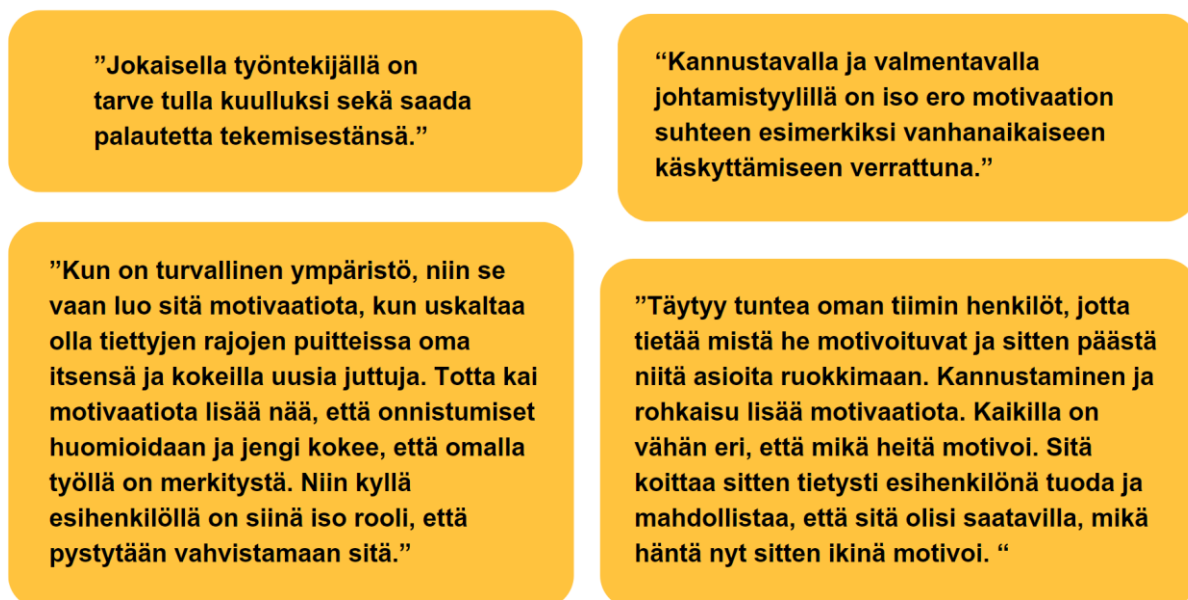 ”Jokaisella työntekijällä on
tarve tulla kuulluksi sekä saada
palautetta tekemisestänsä.”
“Kannustavalla ja valmentavalla
johtamistyylillä on iso ero motivaation
suhteen esimerkiksi vanhanaikaiseen
käskyttämiseen verrattuna.”
”Kun on turvallinen ympäristö, niin se
vaan luo sitä motivaatiota, kun uskaltaa
olla tiettyjen rajojen puitteissa oma
itsensä ja kokeilla uusia juttuja. Totta kai
motivaatiota lisää nää, että onnistumiset
huomioidaan ja jengi kokee, että omalla
työllä on merkitystä. Niin kyllä
esihenkilöllä on siinä iso rooli, että
pystytään vahvistamaan sitä.”
”Täytyy tuntea oman tiimin henkilöt, jotta
tietää mistä he motivoituvat ja sitten päästä
niitä asioita ruokkimaan. Kannustaminen ja
rohkaisu lisää motivaatiota. Kaikilla on
vähän eri, että mikä heitä motivoi. Sitä
koittaa sitten tietysti esihenkilönä tuoda ja
mahdollistaa, että sitä olisi saatavilla, mikä
häntä nyt sitten ikinä motivoi. “